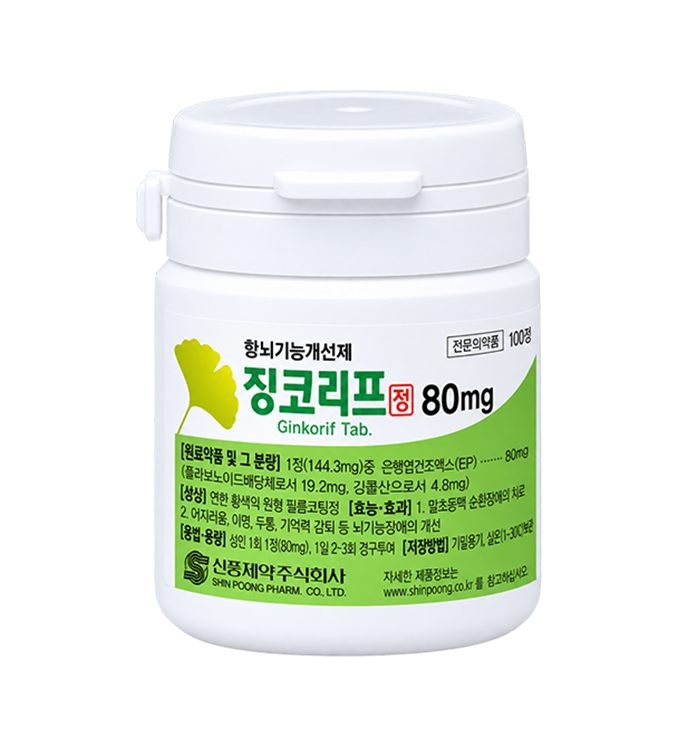 항뇌기능개선제
전문의약품 100정
징코리프정 80mg
Ginkorif Tab.
[원료약품 및 그 분량] 1정(144.3mg)중 은행엽건조액스(EP) ······· 80mg
(플라보노이드배당체로서 19.2mg, 깅콜산으로서 4.8mg)
[성상] 연한 황색의 원형 필름코팅정 [효능·효과] 1. 말초동맥 순환장애의 치료
2. 어지러움, 이명, 두통, 기억력 감퇴 등 뇌기능장애의 개선
[용법·용량] 성인 1회 1정(80mg), 1일 2~3회 경구투여 [저장방법] 기밀용기, 실온(1~30℃)보관
신풍제약주식회사
SHIN POONG PHARM. CO., LTD.
자세한 제품정보는
www.shinpoong.co.kr 를 참고하십시오.